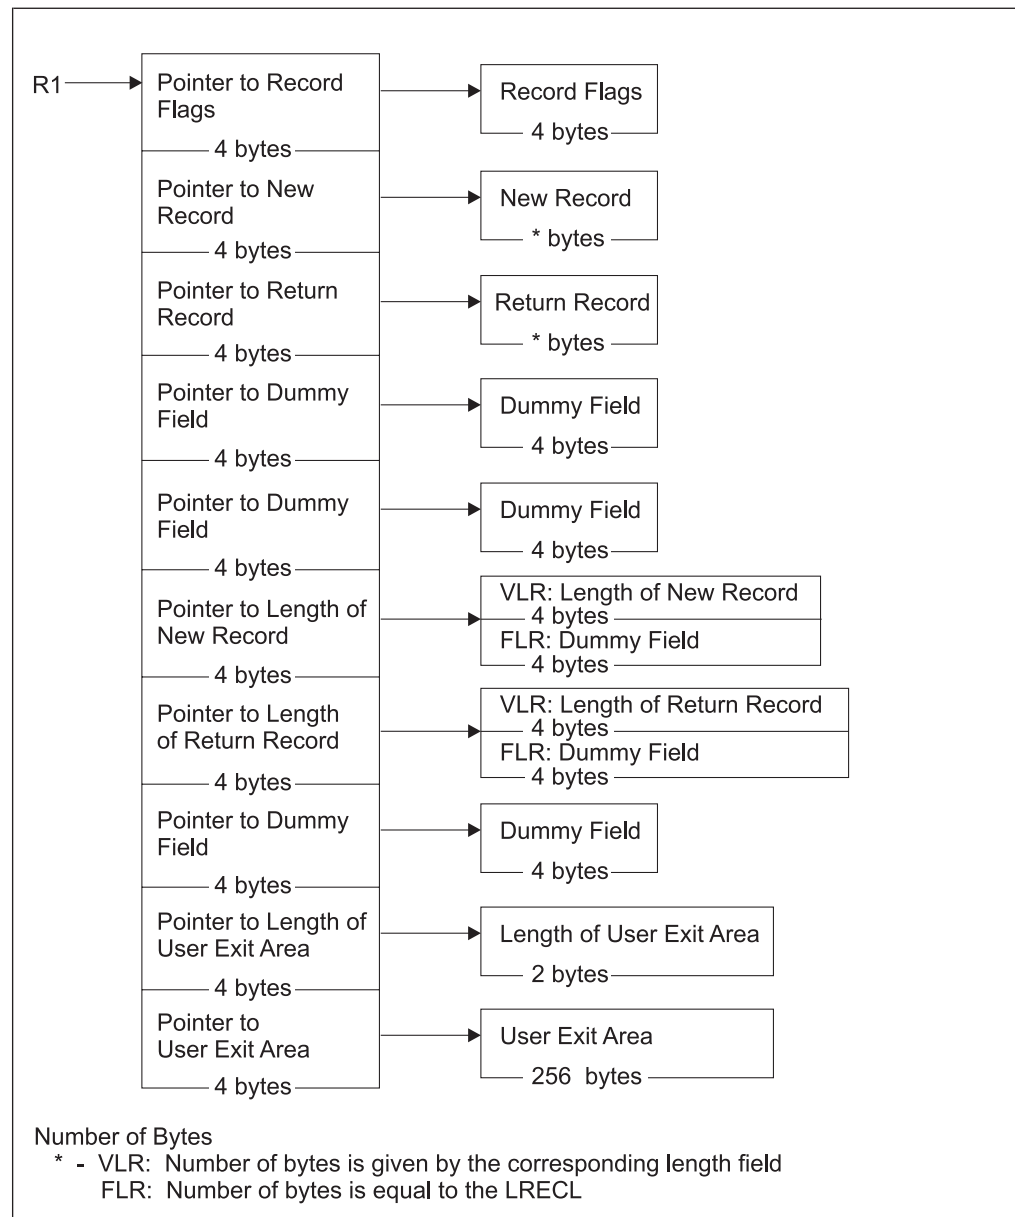 R1
Pointer to Record
Flags
4 bytes
Record Flags
4 bytes
Pointer to New
Record
4 bytes
New Record
* bytes
Pointer to Return
Record
4 bytes
Return Record
* bytes
Pointer to Dummy
Field
4 bytes
Dummy Field
4 bytes
Pointer to Dummy
Field
4 bytes
Dummy Field
4 bytes
Pointer to Length of
New Record
4 bytes
VLR: Length of New Record
4 bytes
FLR: Dummy Field
4 bytes
Pointer to Length
of Return Record
4 bytes
VLR: Length of Return Record
4 bytes
FLR: Dummy Field
4 bytes
Pointer to Dummy
Field
4 bytes
Dummy Field
4 bytes
Pointer to Length of
User Exit Area
4 bytes
Length of User Exit Area
2 bytes
Pointer to
User Exit Area
4 bytes
User Exit Area
256 bytes
Number of Bytes
* - VLR: Number of bytes is given by the corresponding length field
FLR: Number of bytes is equal to the LRECL